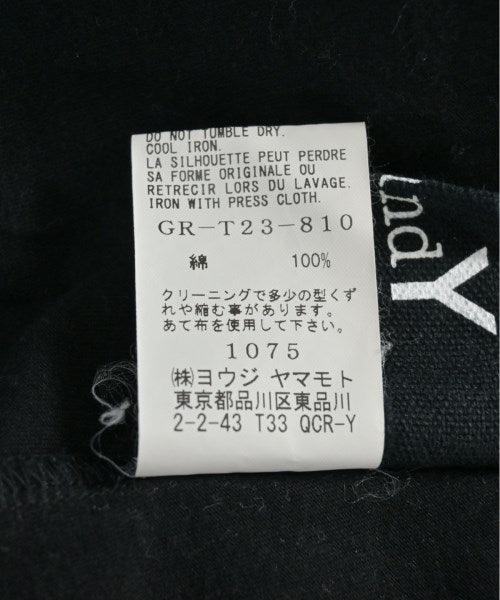 DO NOT TUMBLE DRY.
COOL IRON.
LA SILHOUETTE PEUT PERDRE
SA FORME ORIGINALE OU
RETRECIR LORS DU LAVAGE.
IRON WITH PRESS CLOTH.
GR-T23-810
綿 100%
クリーニングで多少の型くず
れや縮む事があります。
あて布を使用して下さい。
1075
㈱ヨウジ ヤマモト
東京都品川区東品川
2-2-43 T33 QCR-Y
and Y